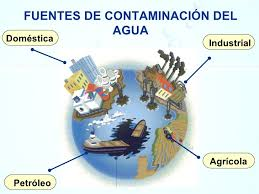 FUENTES DE CONTAMINACIÓN DEL
AGUA
Doméstica
Industrial
Agrícola
Petróleo